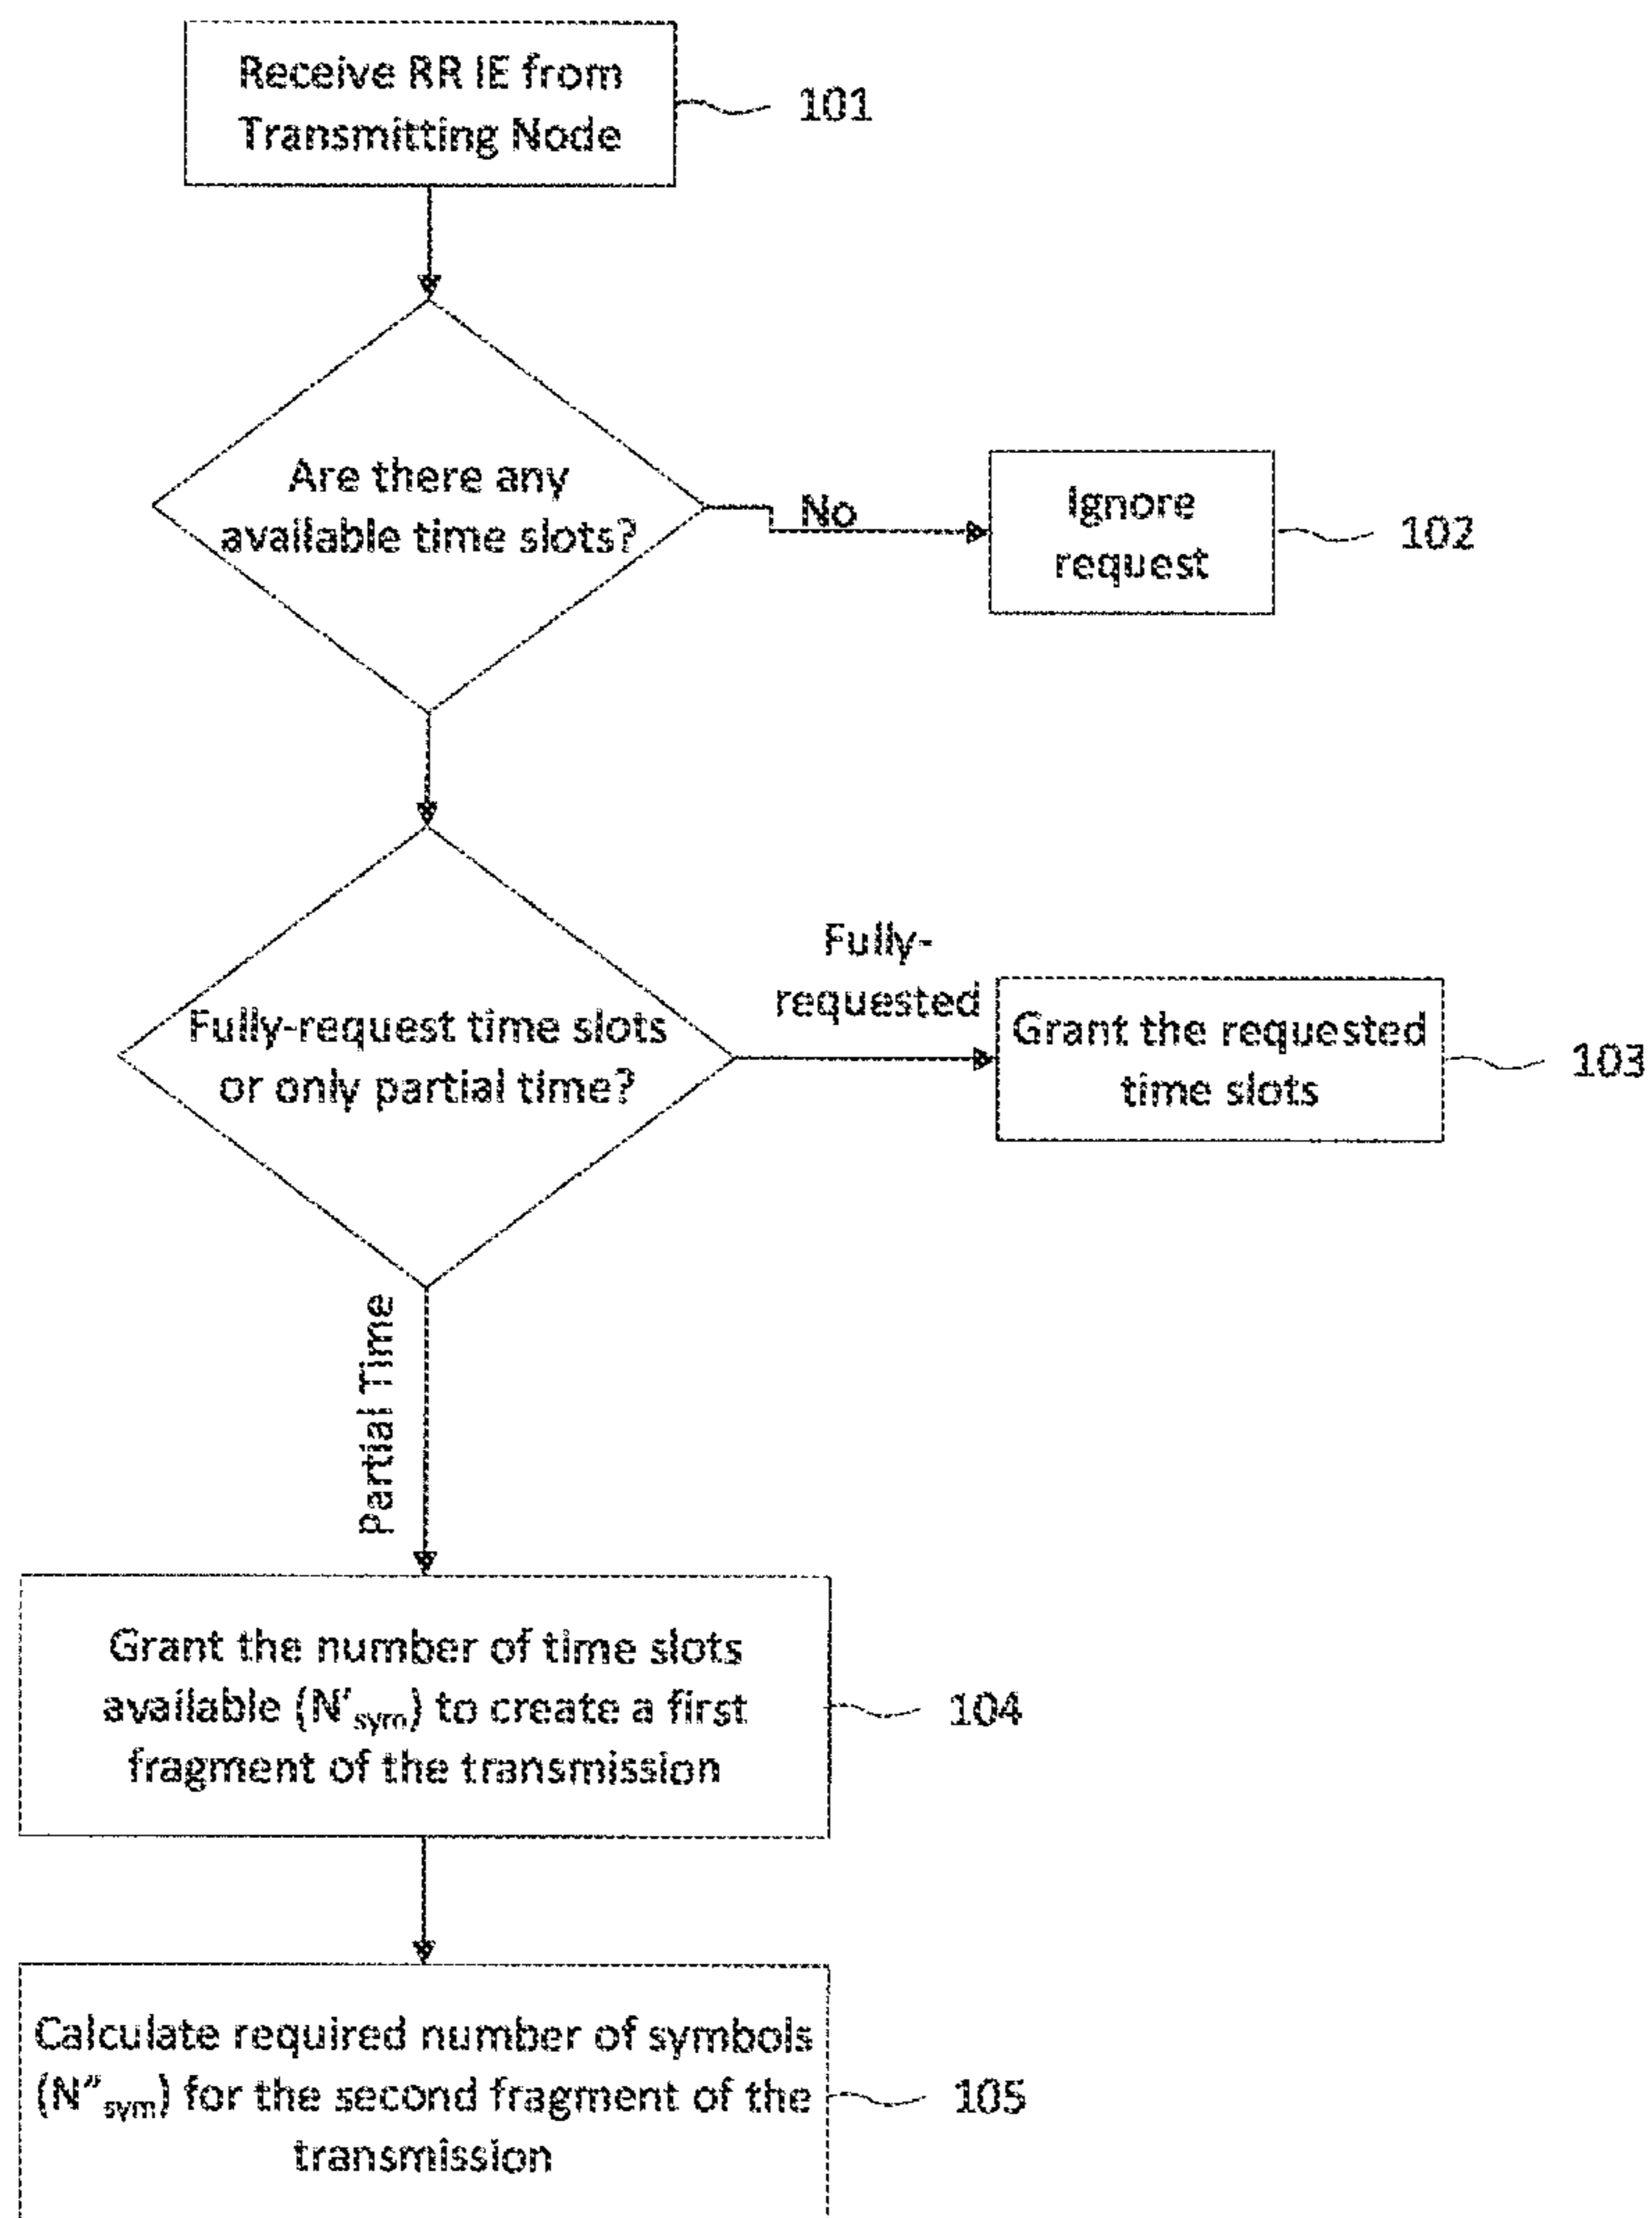 Receive RR IE from
Transmitting Node
101
Are there any
available time slots?
No
Ignore
request
102
Fully-request time slots
or only partial time?
Fully-
requested
Grant the requested
time slots
103
Partial Time
Grant the number of time slots
available (N'sym) to create a first
fragment of the transmission
104
Calculate required number of symbols
(N"sym) for the second fragment of the
transmission
105